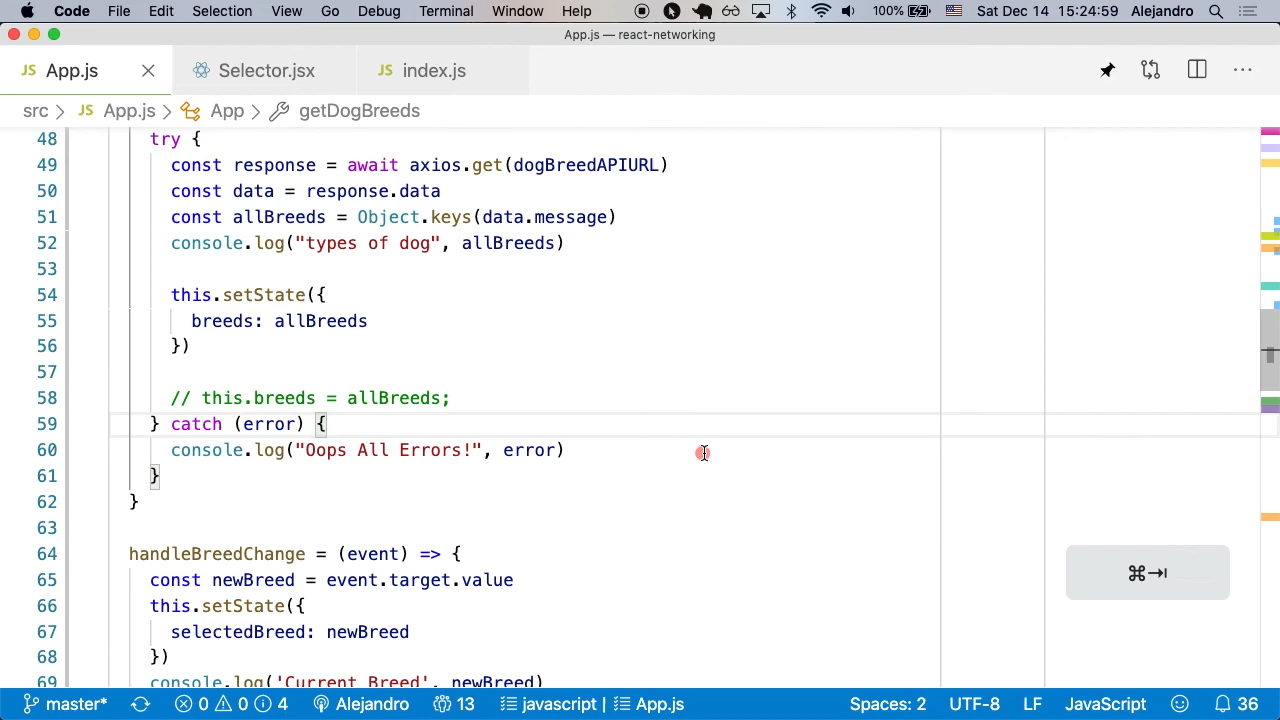 Code File Edit Selection View Go Debug Terminal Window Help 100% Sat Dec 14 15:24:59 Alejandro
App.js — react-networking
JS App.js Selector.jsx JS index.js ...
src > JS App.js > App > getDogBreeds
48 try {
49 const response = await axios.get(dogBreedAPIURL)
50 const data = response.data
51 const allBreeds = Object.keys(data.message)
52 console.log("types of dog", allBreeds)
53
54 this.setState({
55 breeds: allBreeds
56 })
57
58 // this.breeds = allBreeds;
59 } catch (error) {
60 console.log("Oops All Errors!", error)
61 }
62 }
63
64 handleBreedChange = (event) => {
65 const newBreed = event.target.value
66 this.setState({
67 selectedBreed: newBreed
68 })
69 console.log('Current Breed', newBreed)
⌘⇥
master* 0 0 4 Alejandro 13 javascript | App.js Spaces: 2 UTF-8 LF JavaScript 36